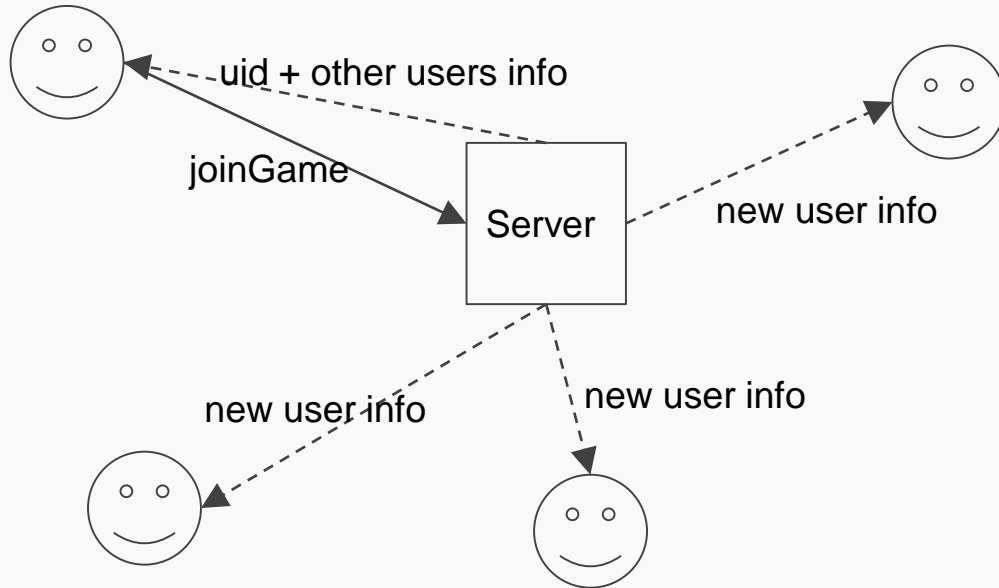 uid + other users info
joinGame
Server
new user info
new user info
new user info